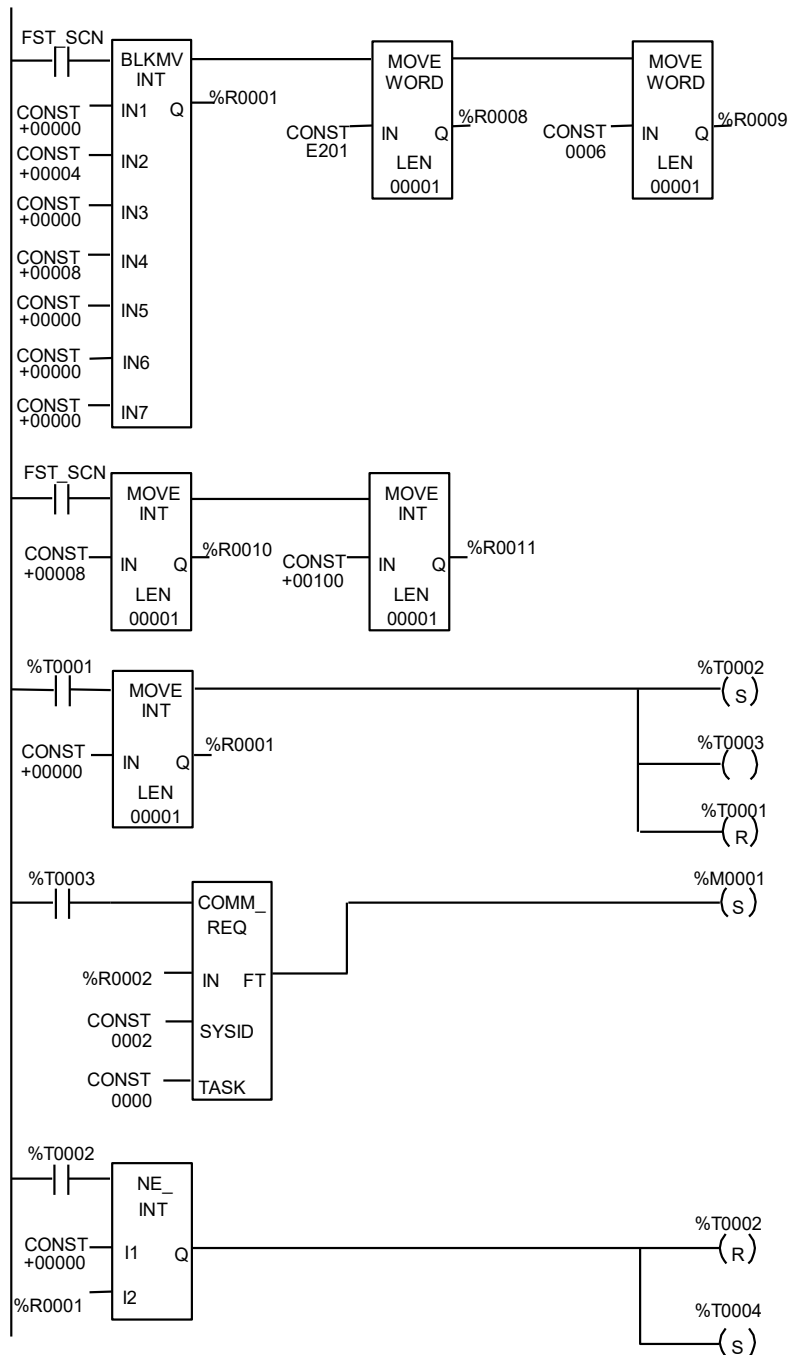 FST_SCN
BLKMV
INT
MOVE
WORD
MOVE
WORD
CONST
+00000
IN1 Q
%R0001
CONST
E201
IN Q
%R0008
CONST
0006
IN Q
%R0009
CONST
+00004
IN2
LEN
00001
LEN
00001
CONST
+00000
IN3
CONST
+00008
IN4
CONST
+00000
IN5
CONST
+00000
IN6
CONST
+00000
IN7
FST_SCN
MOVE
INT
MOVE
INT
CONST
+00008
IN Q
%R0010
CONST
+00100
IN Q
%R0011
LEN
00001
LEN
00001
%T0001
MOVE
INT
%T0002
S
CONST
+00000
IN Q
%R0001
%T0003
LEN
00001
%T0001
R
%T0003
COMM_
REQ
%M0001
S
%R0002
IN FT
CONST
0002
SYSID
CONST
0000
TASK
%T0002
NE_
INT
CONST
+00000
I1 Q
%T0002
R
%R0001
I2
%T0004
S